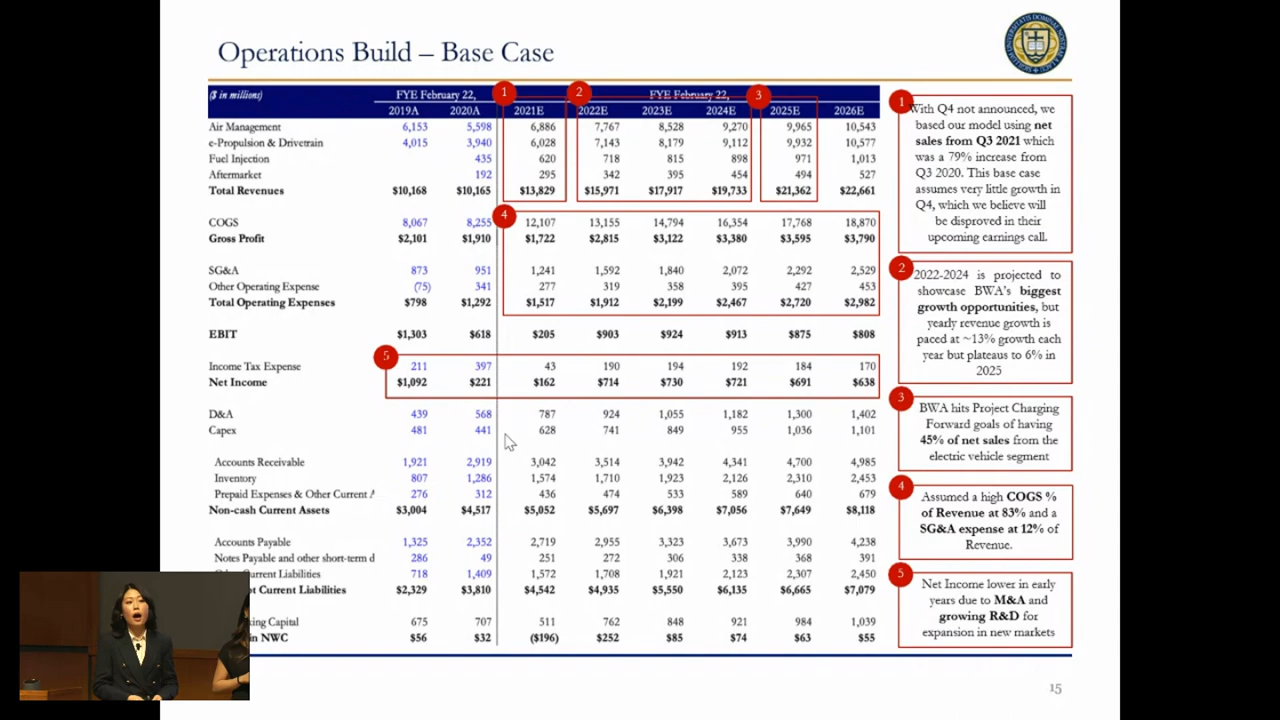 Operations Build – Base Case
($ in millions) FYE February 22, 1 2 FYE February 22, 3
2019A 2020A 2021E 2022E 2023E 2024E 2025E 2026E
Air Management 6,153 5,598 6,886 7,767 8,528 9,270 9,965 10,543
e-Propulsion & Drivetrain 4,015 3,940 6,028 7,143 8,179 9,112 9,932 10,577
Fuel Injection 435 620 718 815 898 971 1,013
Aftermarket 192 295 342 395 454 494 527
Total Revenues $10,168 $10,165 $13,829 $15,971 $17,917 $19,733 $21,362 $22,661
4
COGS 8,067 8,255 12,107 13,155 14,794 16,354 17,768 18,870
Gross Profit $2,101 $1,910 $1,722 $2,815 $3,122 $3,380 $3,595 $3,790
SG&A 873 951 1,241 1,592 1,840 2,072 2,292 2,529
Other Operating Expense (75) 341 277 319 358 395 427 453
Total Operating Expenses $798 $1,292 $1,517 $1,912 $2,199 $2,467 $2,720 $2,982
EBIT $1,303 $618 $205 $903 $924 $913 $875 $808
5
Income Tax Expense 211 397 43 190 194 192 184 170
Net Income $1,092 $221 $162 $714 $730 $721 $691 $638
D&A 439 568 787 924 1,055 1,182 1,300 1,402
Capex 481 441 628 741 849 955 1,036 1,101
Accounts Receivable 1,921 2,919 3,042 3,514 3,942 4,341 4,700 4,985
Inventory 807 1,286 1,574 1,710 1,923 2,126 2,310 2,453
Prepaid Expenses & Other Current 276 312 436 474 533 589 640 679
Non-cash Current Assets $3,004 $4,517 $5,052 $5,697 $6,398 $7,056 $7,649 $8,118
Accounts Payable 1,325 2,352 2,719 2,955 3,323 3,673 3,990 4,238
Notes Payable and other short-term d 286 49 251 272 306 338 368 391
Current Liabilities 718 1,409 1,572 1,708 1,921 2,123 2,307 2,450
Current Liabilities $2,329 $3,810 $4,542 $4,935 $5,550 $6,135 $6,665 $7,079
king Capital 675 707 511 762 848 921 984 1,039
in NWC $56 $32 ($196) $252 $85 $74 $63 $55
1
With Q4 not announced, we
based our model using net
sales from Q3 2021 which
was a 79% increase from
Q3 2020. This base case
assumes very little growth in
Q4, which we believe will
be disproved in their
upcoming earnings call.
2
2022-2024 is projected to
showcase BWA's biggest
growth opportunities, but
yearly revenue growth is
paced at ~13% growth each
year but plateaus to 6% in
2025
3
BWA hits Project Charging
Forward goals of having
45% of net sales from the
electric vehicle segment
4
Assumed a high COGS %
of Revenue at 83% and a
SG&A expense at 12% of
Revenue.
5
Net Income lower in early
years due to M&A and
growing R&D for
expansion in new markets
15